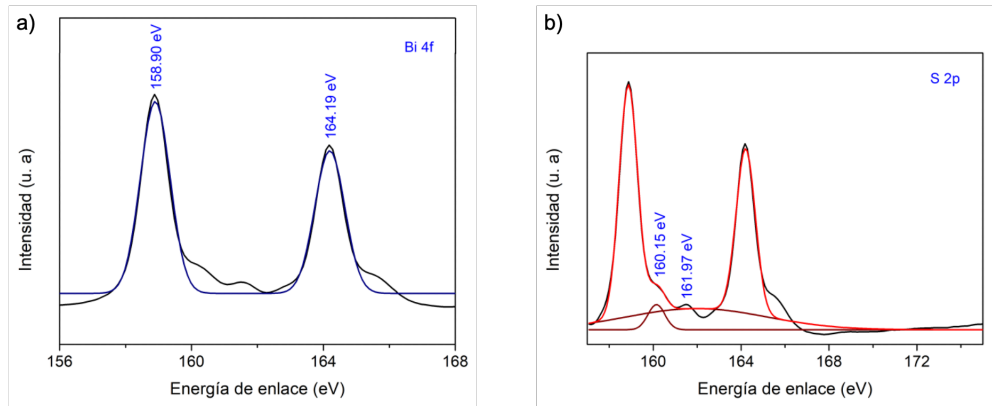 a)
Bi 4f
158.90 eV
164.19 eV
Intensidad (u. a)
156 160 164 168
Energía de enlace (eV)
b)
S 2p
160.15 eV
161.97 eV
Intensidad (u. a)
160 164 168 172
Energía de enlace (eV)